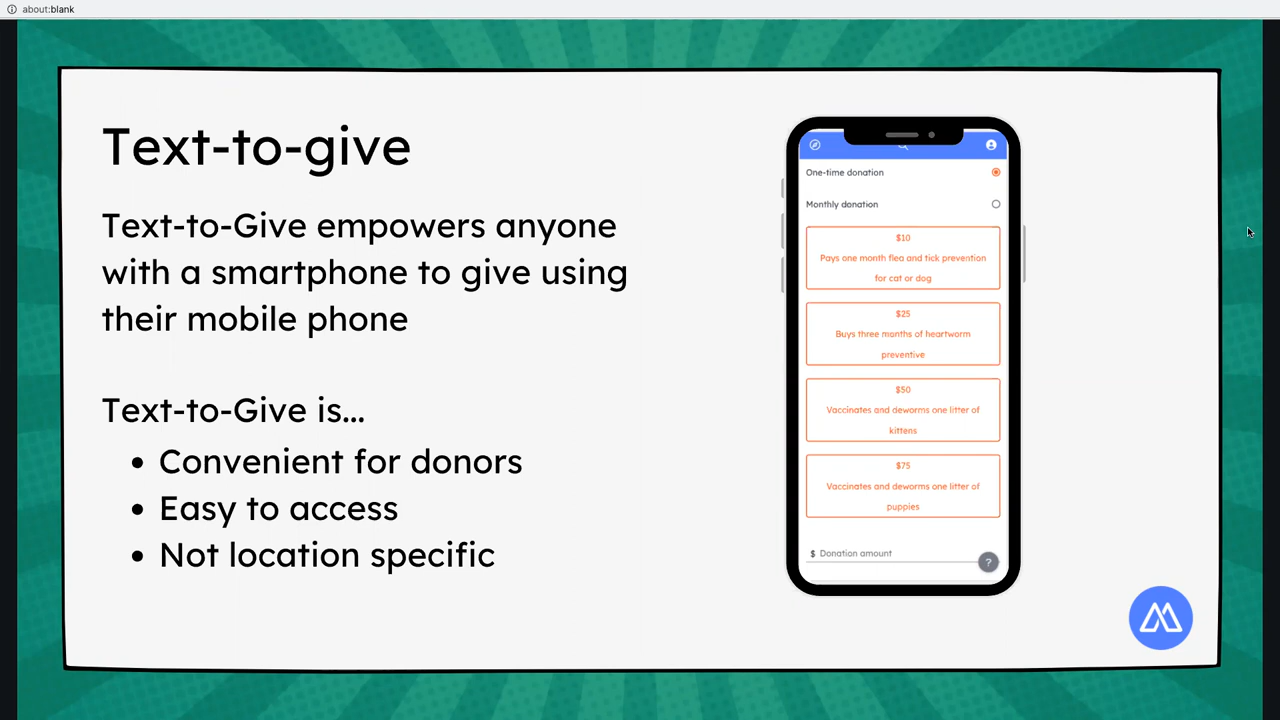 about:blank
Text-to-give
Text-to-Give empowers anyone
with a smartphone to give using
their mobile phone
Text-to-Give is...
• Convenient for donors
• Easy to access
• Not location specific
One-time donation
Monthly donation
$10
Pays one month flea and tick prevention
for cat or dog
$25
Buys three months of heartworm
preventive
$50
Vaccinates and deworms one litter of
kittens
$75
Vaccinates and deworms one litter of
puppies
$ Donation amount
?